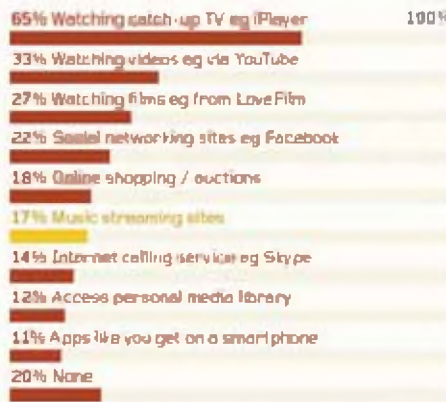 65% Watching catch-up TV eg iPlayer 100%
33% Watching videos eg via YouTube
27% Watching films eg from LoveFilm
22% Social networking sites eg Facebook
18% Online shopping / auctions
17% Music streaming sites
14% Internet calling service eg Skype
12% Access personal media library
11% Apps like you get on a smartphone
20% None